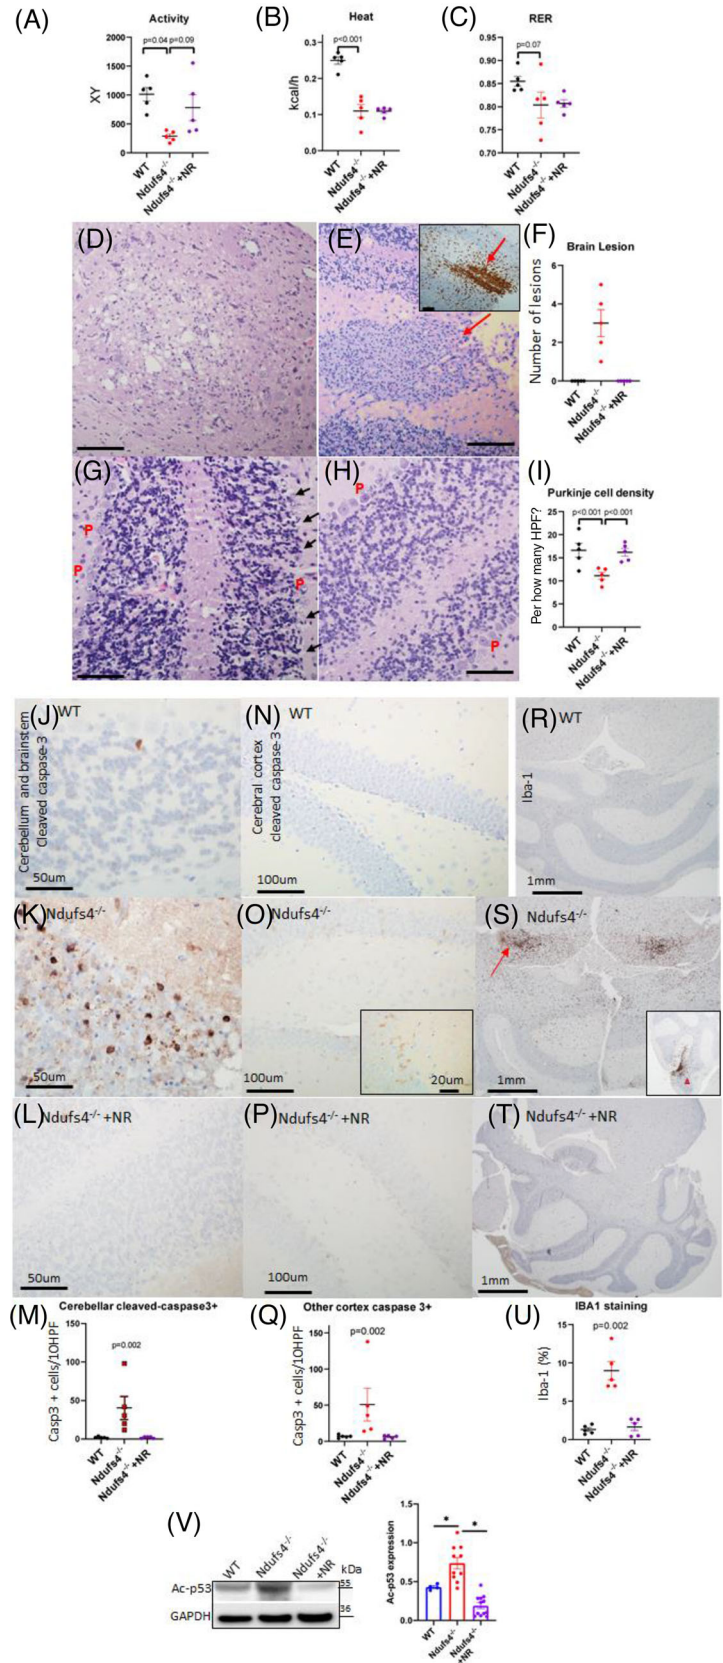 (A)
Activity
p=0.04
p=0.09
2000
1500
1000
500
0
XY
WT
Ndufs4-/-
Ndufs4-/- +NR
(B)
Heat
p<0.001
0.3
0.2
0.1
0.0
kcal/h
WT
Ndufs4-/-
Ndufs4-/- +NR
(C)
RER
p=0.07
0.95
0.90
0.85
0.80
0.75
0.70
WT
Ndufs4-/-
Ndufs4-/- +NR
(D)
(E)
(F)
Brain Lesion
6
4
2
0
Number of lesions
WT
Ndufs4-/-
Ndufs4-/- +NR
(G)
P
P
P
(H)
P
P
(I)
Purkinje cell density
p<0.001
p<0.001
25
20
15
10
5
0
Per how many HPF?
WT
Ndufs4-/-
Ndufs4-/- +NR
(J) WT
Cerebellum and brainstem
Cleaved caspase-3
50um
(N) WT
Cerebral cortex
cleaved caspase-3
100um
(R) WT
Iba-1
1mm
(K) Ndufs4-/-
50um
(O) Ndufs4-/-
100um
20um
(S) Ndufs4-/-
1mm
(L) Ndufs4-/- +NR
50um
(P) Ndufs4-/- +NR
100um
(T) Ndufs4-/- +NR
1mm
(M)
Cerebellar cleaved-caspase3+
p=0.002
150
100
50
0
Casp3 + cells/10HPF
WT
Ndufs4-/-
Ndufs4-/- +NR
(Q)
Other cortex caspase 3+
p=0.002
150
100
50
0
Casp3 + cells/10HPF
WT
Ndufs4-/-
Ndufs4-/- +NR
(U)
IBA1 staining
p=0.002
15
10
5
0
Iba-1 (%)
WT
Ndufs4-/-
Ndufs4-/- +NR
(V)
WT
Ndufs4-/-
Ndufs4-/-
+NR
kDa
Ac-p53
55
GAPDH
36
1.5
1.0
0.5
0.0
Ac-p53 expression
*
*
WT
Ndufs4-/-
Ndufs4-/-
+NR